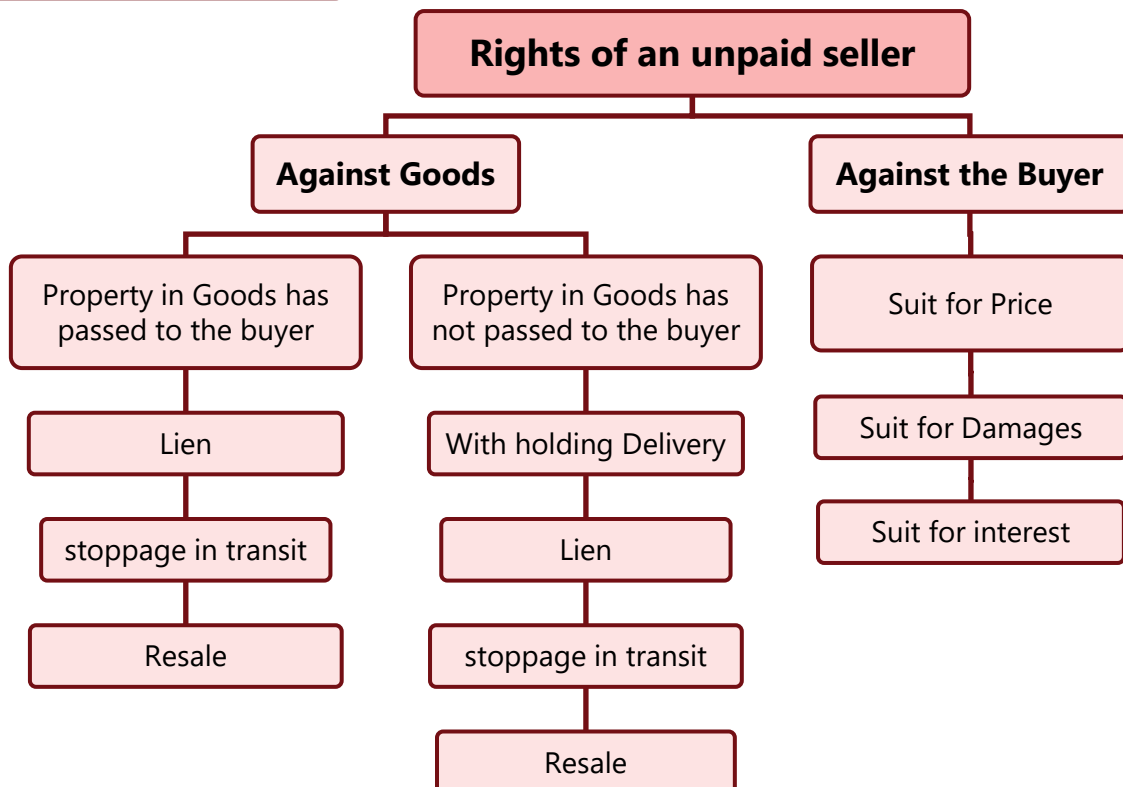 Rights of an unpaid seller
Against Goods
Against the Buyer
Property in Goods has
passed to the buyer
Property in Goods has
not passed to the buyer
Suit for Price
Lien
With holding Delivery
Suit for Damages
stoppage in transit
Lien
Suit for interest
Resale
stoppage in transit
Resale